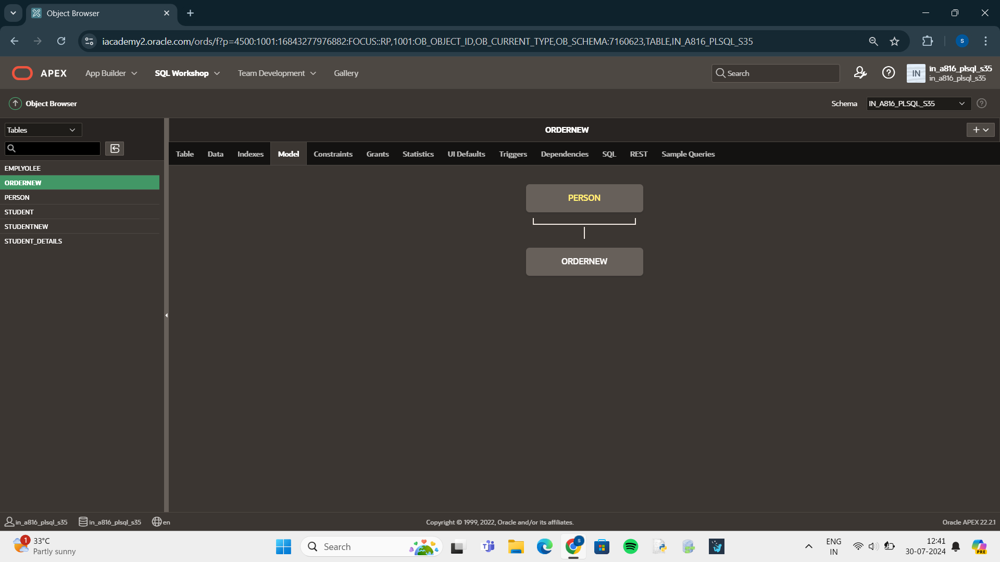 Object Browser
iacademy2.oracle.com/ords/f?p=4500:1001:16843277976882:FOCUS::RP,1001:OB_OBJECT_ID,OB_CURRENT_TYPE,OB_SCHEMA:7160623,TABLE,IN_A816_PLSQL_S35
S
APEX
App Builder
SQL Workshop
Team Development
Gallery
Search
IN
in_a816_plsql_s35
in_a816_plsql_s35
Object Browser
Schema
IN_A816_PLSQL_S35
Tables
ORDERNEW
Table
Data
Indexes
Model
Constraints
Grants
Statistics
UI Defaults
Triggers
Dependencies
SQL
REST
Sample Queries
EMPLYOLEE
ORDERNEW
PERSON
STUDENT
STUDENTNEW
STUDENT_DETAILS
PERSON
ORDERNEW
in_a816_plsql_s35
in_a816_plsql_s35
en
Copyright © 1999, 2022, Oracle and/or its affiliates.
Oracle APEX 22.2.1
1
33°C
Partly sunny
Search
S
ENG
IN
12:41
30-07-2024
PRE